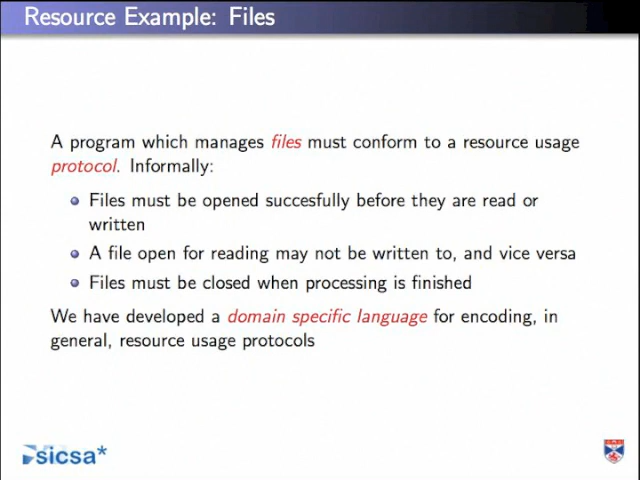 Resource Example: Files
A program which manages files must conform to a resource usage
protocol. Informally:
Files must be opened succesfully before they are read or
written
A file open for reading may not be written to, and vice versa
Files must be closed when processing is finished
We have developed a domain specific language for encoding, in
general, resource usage protocols
sicsa*